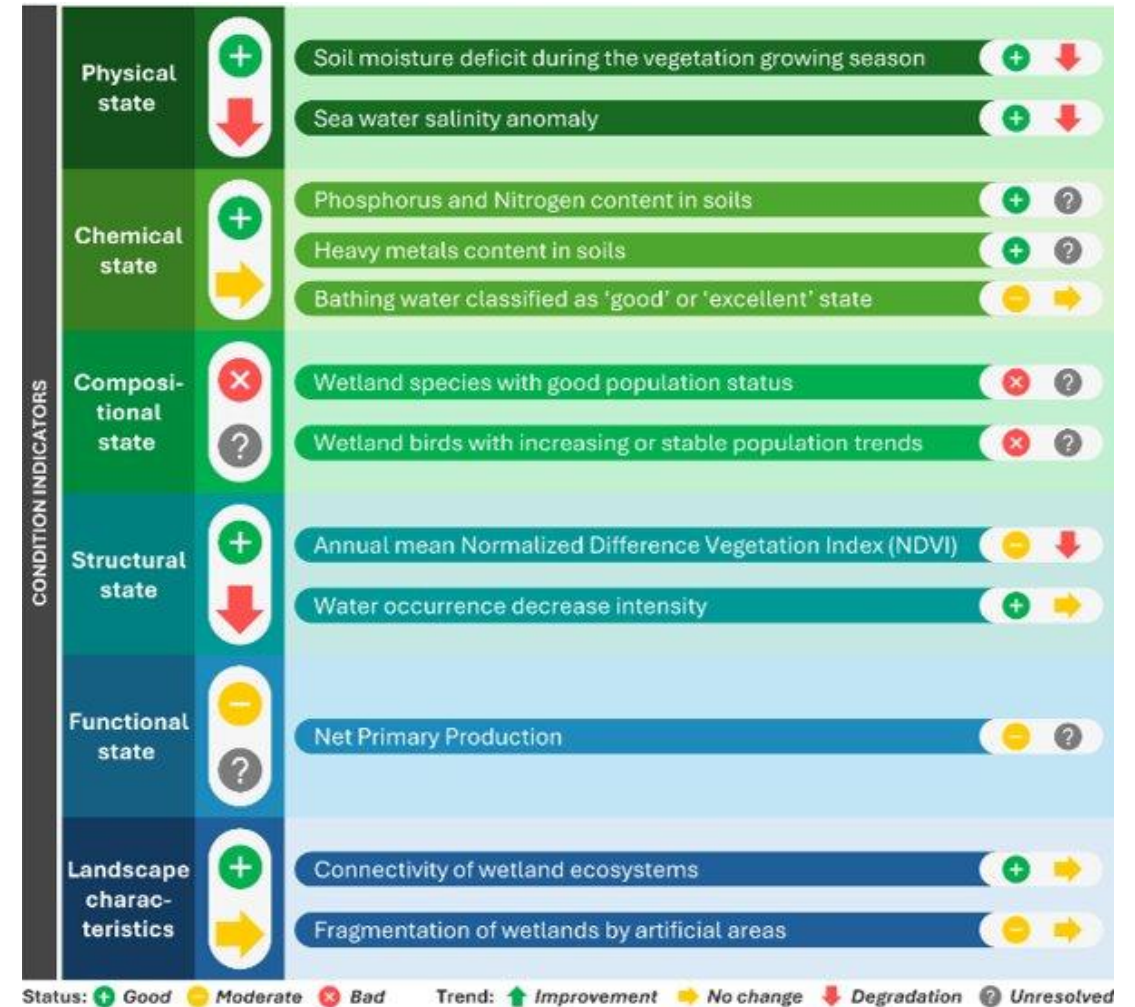 CONDITION INDICATORS
Physical
state
Soil moisture deficit during the vegetation growing season
Sea water salinity anomaly
Chemical
state
Phosphorus and Nitrogen content in soils
Heavy metals content in soils
Bathing water classified as ‘good’ or ‘excellent’ state
Composi-
tional
state
Wetland species with good population status
Wetland birds with increasing or stable population trends
Structural
state
Annual mean Normalized Difference Vegetation Index (NDVI)
Water occurrence decrease intensity
Functional
state
Net Primary Production
Landscape
charac-
teristics
Connectivity of wetland ecosystems
Fragmentation of wetlands by artificial areas
Status: Good Moderate Bad Trend: Improvement No change Degradation Unresolved